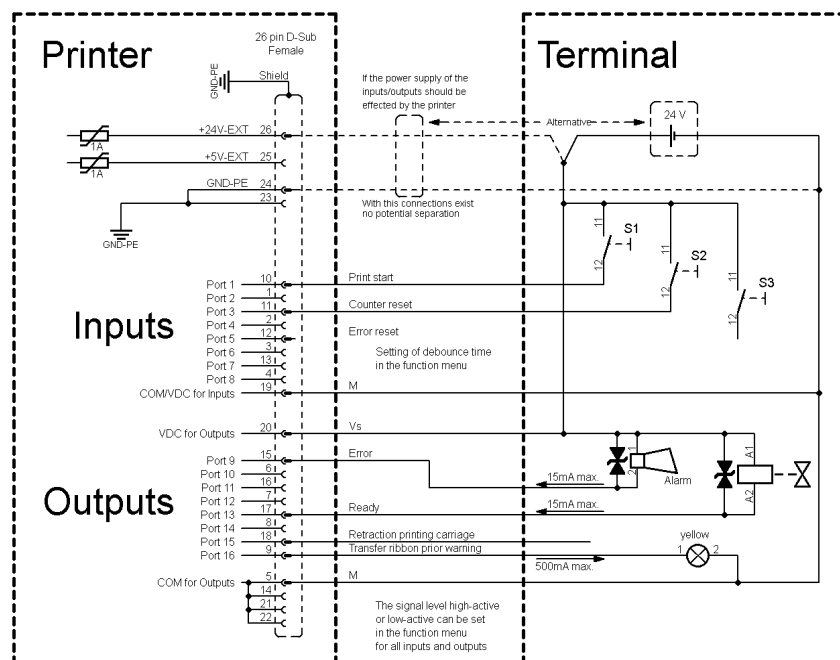 Printer
26 pin D-Sub
Female
Terminal
Shield
GND-PE
If the power supply of the
inputs/outputs should be
effected by the printer
24 V
Alternative
+24V-EXT 26
1A
+5V-EXT 25
1A
GND-PE 24
23
GND-PE
With this connections exist
no potential separation
11
S1
12
11
S2
12
11
S3
12
Inputs
Port 1 10 Print start
Port 2 1
Port 3 11 Counter reset
Port 4 2
Port 5 12 Error reset
Port 6 3
Port 7 13
Port 8 4
Setting of debounce time
in the function menu
COM/VDC for Inputs 19 M
VDC for Outputs 20 Vs
Outputs
Port 9 15 Error
Port 10 6
Port 11 16
Port 12 7
Port 13 17 Ready
Port 14 8
Port 15 18 Retraction printing carriage
Port 16 9 Transfer ribbon prior warning
15mA max.
2 1
Alarm
A1
A2
15mA max.
yellow
1 2
500mA max.
COM for Outputs 5 M
14
21
22
The signal level high-active
or low-active can be set
in the function menu
for all inputs and outputs